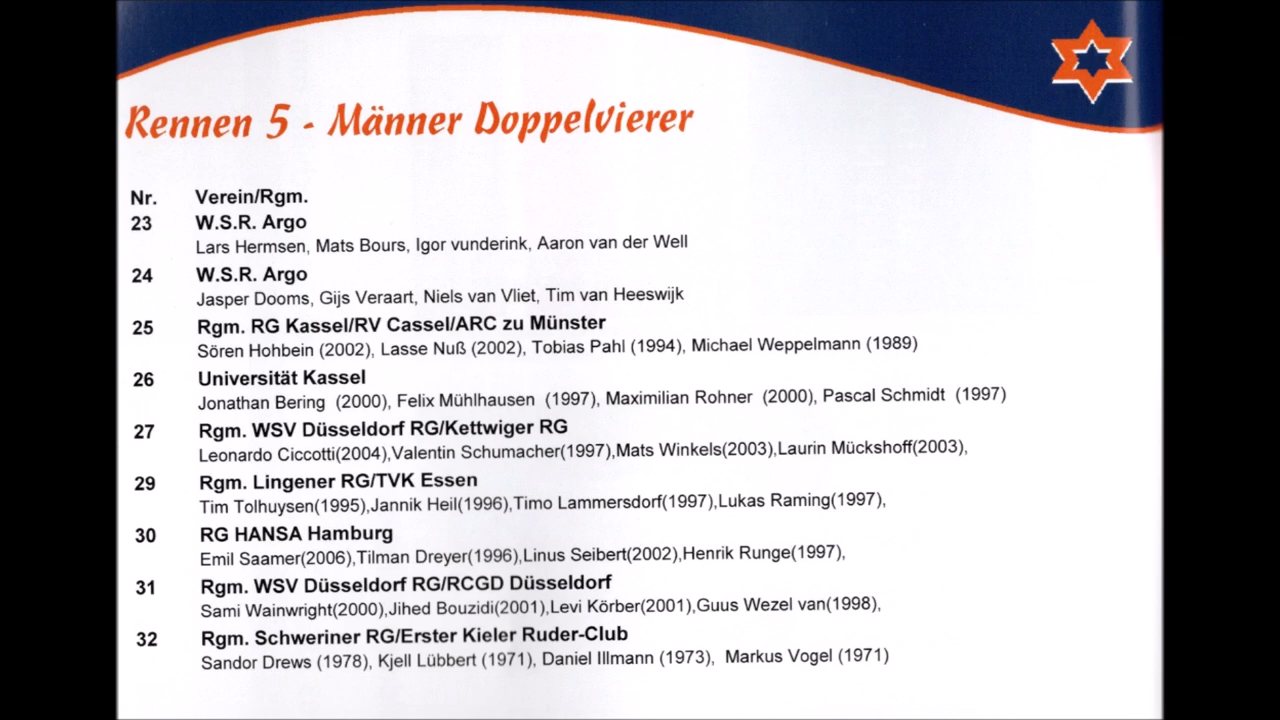 Rennen 5 - Männer Doppelvierer
Nr. Verein/Rgm.
23 W.S.R. Argo
Lars Hermsen, Mats Bours, Igor vunderink, Aaron van der Well
24 W.S.R. Argo
Jasper Dooms, Gijs Veraart, Niels van Vliet, Tim van Heeswijk
25 Rgm. RG Kassel/RV Cassel/ARC zu Münster
Sören Hohbein (2002), Lasse Nuß (2002), Tobias Pahl (1994), Michael Weppelmann (1989)
26 Universität Kassel
Jonathan Bering (2000), Felix Mühlhausen (1997), Maximilian Rohner (2000), Pascal Schmidt (1997)
27 Rgm. WSV Düsseldorf RG/Kettwiger RG
Leonardo Ciccotti(2004),Valentin Schumacher(1997),Mats Winkels(2003),Laurin Mückshoff(2003),
29 Rgm. Lingener RG/TVK Essen
Tim Tolhuysen(1995),Jannik Heil(1996),Timo Lammersdorf(1997),Lukas Raming(1997),
30 RG HANSA Hamburg
Emil Saamer(2006),Tilman Dreyer(1996),Linus Seibert(2002),Henrik Runge(1997),
31 Rgm. WSV Düsseldorf RG/RCGD Düsseldorf
Sami Wainwright(2000),Jihed Bouzidi(2001),Levi Körber(2001),Guus Wezel van(1998),
32 Rgm. Schweriner RG/Erster Kieler Ruder-Club
Sandor Drews (1978), Kjell Lübbert (1971), Daniel Illmann (1973), Markus Vogel (1971)